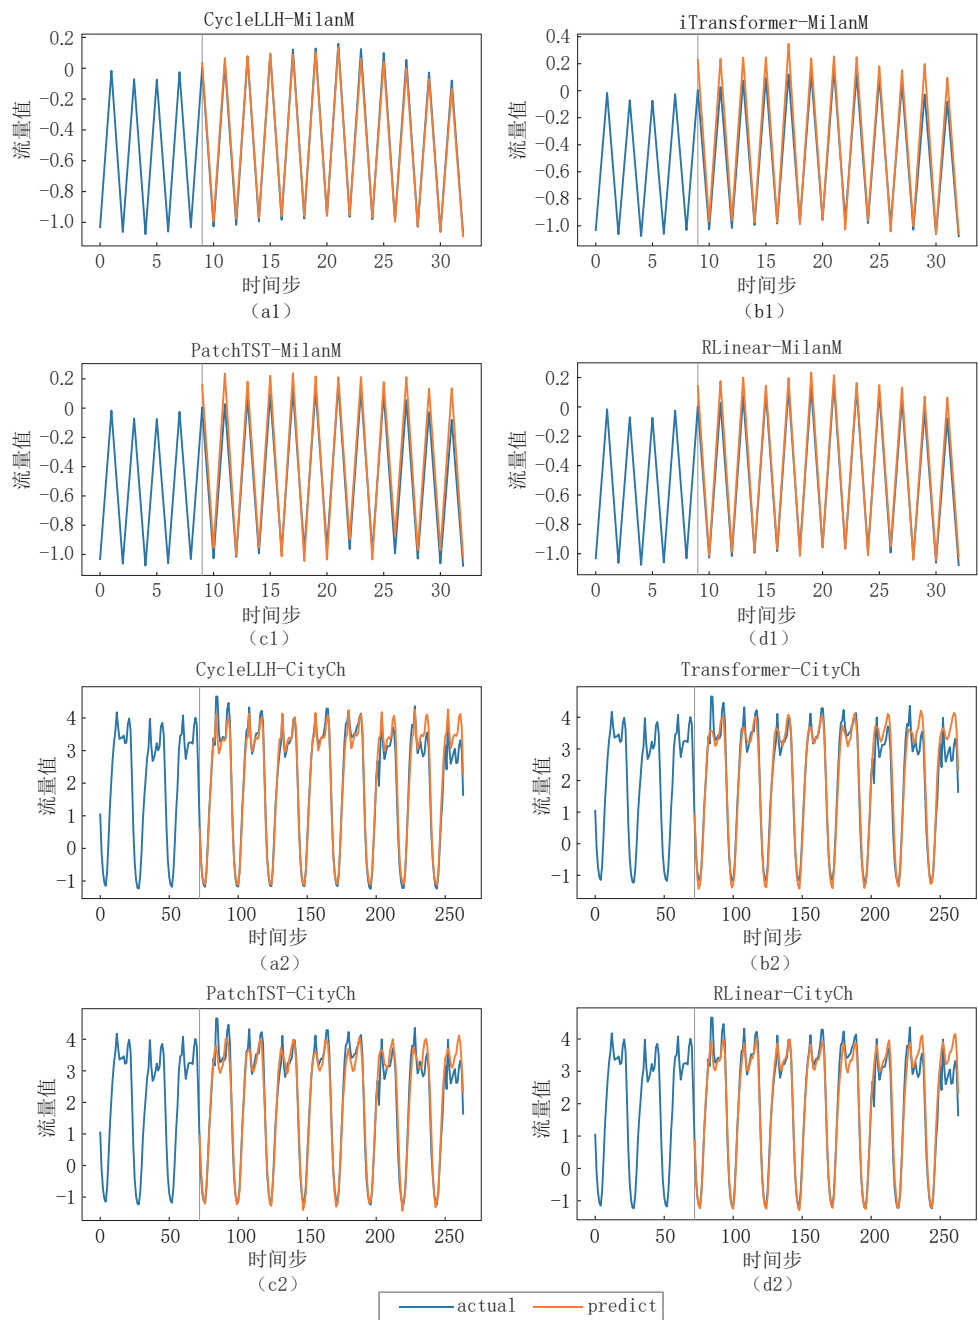 CycleLLH-MilanM
0.2
0
-0.2
-0.4
-0.6
-0.8
-1.0
流量值
0 5 10 15 20 25 30
时间步
(a1)
iTransformer-MilanM
0.4
0.2
0
-0.2
-0.4
-0.6
-0.8
-1.0
流量值
0 5 10 15 20 25 30
时间步
(b1)
PatchTST-MilanM
0.2
0
-0.2
-0.4
-0.6
-0.8
-1.0
流量值
0 5 10 15 20 25 30
时间步
(c1)
RLinear-MilanM
0.2
0
-0.2
-0.4
-0.6
-0.8
-1.0
流量值
0 5 10 15 20 25 30
时间步
(d1)
CycleLLH-CityCh
4
3
2
1
0
-1
流量值
0 50 100 150 200 250
时间步
(a2)
Transformer-CityCh
4
3
2
1
0
-1
流量值
0 50 100 150 200 250
时间步
(b2)
PatchTST-CityCh
4
3
2
1
0
-1
流量值
0 50 100 150 200 250
时间步
(c2)
RLinear-CityCh
4
3
2
1
0
-1
流量值
0 50 100 150 200 250
时间步
(d2)
actual predict